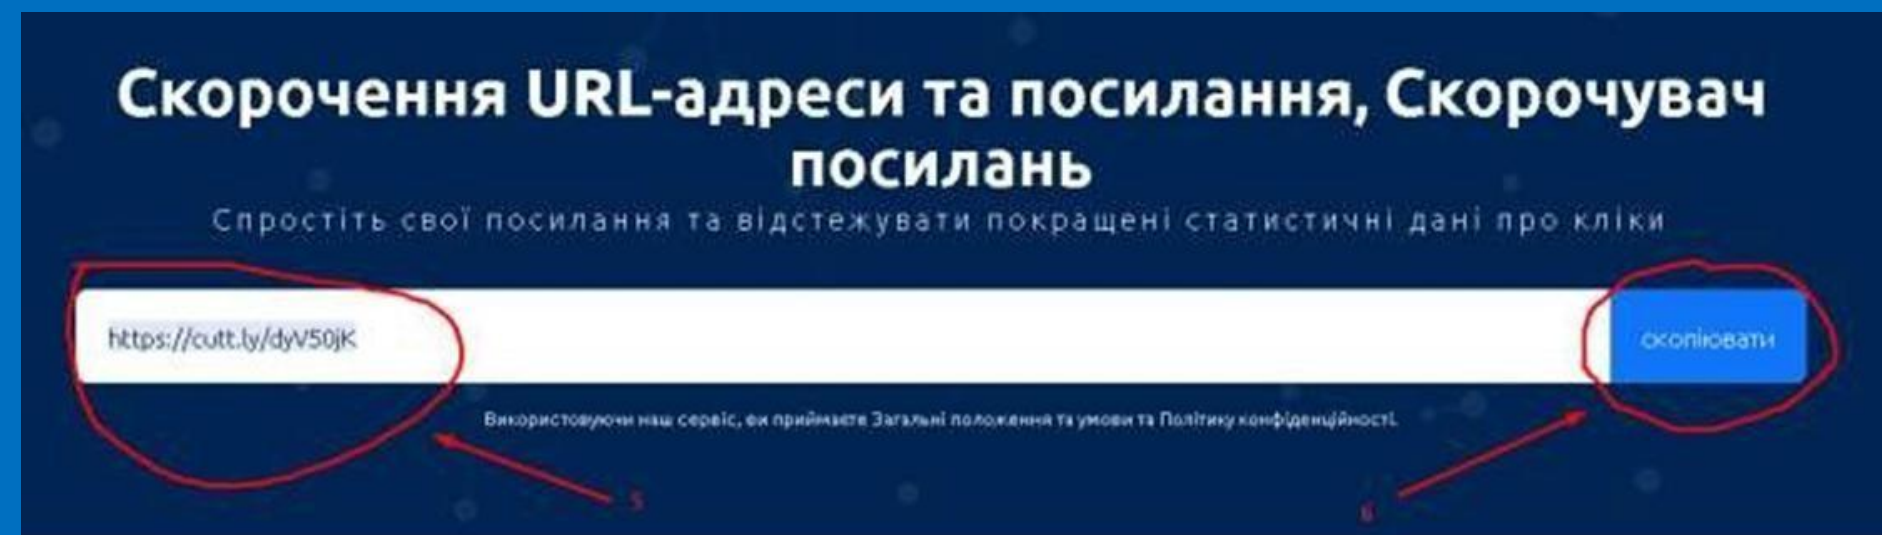 Скорочення URL-адреси та посилання, Скорочувач
посилань
Спростіть свої посилання та відстежувати покращені статистичні дані про кліки
https://cutt.ly/dyV50jK
скопіювати
Використовуючи наш сервіс, ви приймаєте Загальні положення та умови та Політику конфіденційності.
5
6